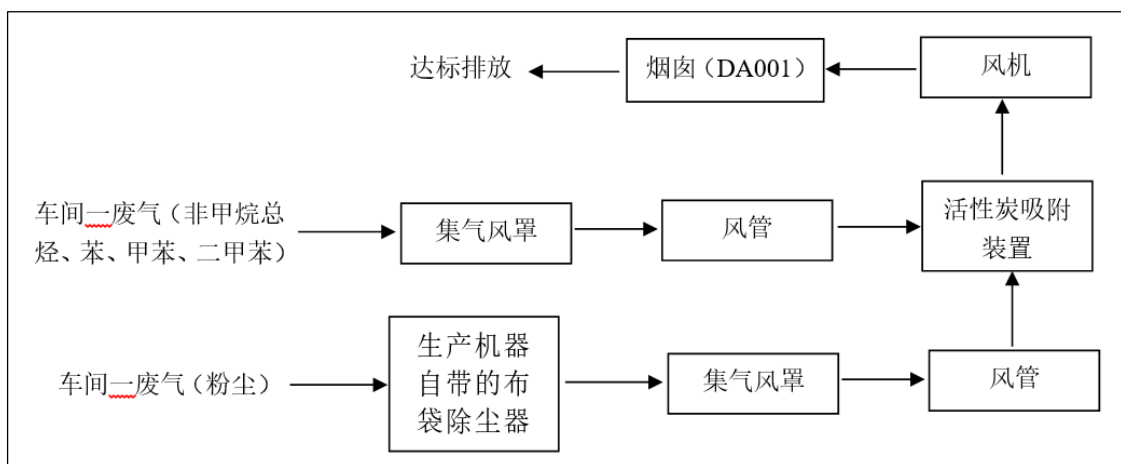 达标排放
烟囱（DA001）
风机
车间一废气（非甲烷总
烃、苯、甲苯、二甲苯）
集气风罩
风管
活性炭吸附
装置
车间一废气（粉尘）
生产机器
自带的布
袋除尘器
集气风罩
风管